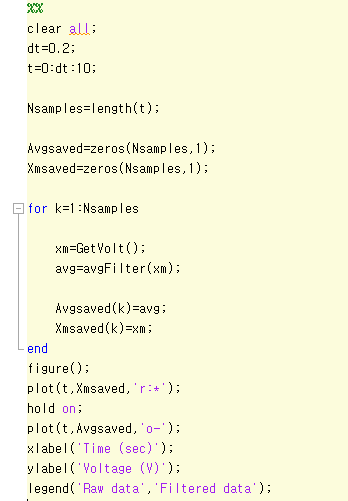 %%
clear all;
dt=0.2;
t=0:dt:10;
Nsamples=length(t);
Avgsaved=zeros(Nsamples,1);
Xmsaved=zeros(Nsamples,1);
for k=1:Nsamples
xm=GetVolt();
avg=avgFilter(xm);
Avgsaved(k)=avg;
Xmsaved(k)=xm;
end
figure();
plot(t,Xmsaved,'r:*');
hold on;
plot(t,Avgsaved,'o-');
xlabel('Time (sec)');
ylabel('Voltage (V)');
legend('Raw data','Filtered data');